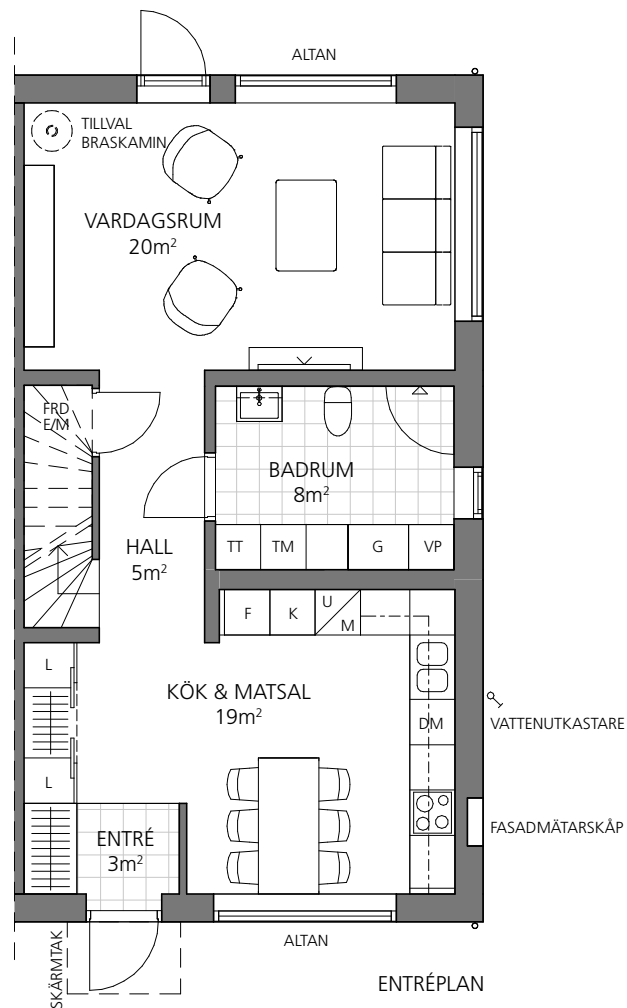 ALTAN
TILLVAL
BRASKAMIN
VARDAGSRUM
20m²
FRD
E/M
BADRUM
8m²
HALL
5m²
TT TM G VP
F K U
M
L
KÖK & MATSAL
19m²
DM
VATTENUTKASTARE
L
ENTRÉ
3m²
FASADMÄTARSKÅP
SKÄRMTAK
ALTAN
ENTRÉPLAN